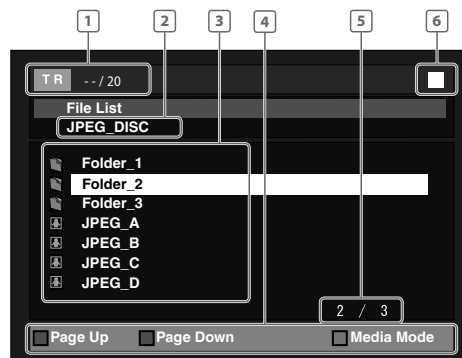 1 2 3 4 5 6
T R - - / 20
File List
JPEG_DISC
Folder_1
Folder_2
Folder_3
JPEG_A
JPEG_B
JPEG_C
JPEG_D
2 / 3
Page Up Page Down Media Mode